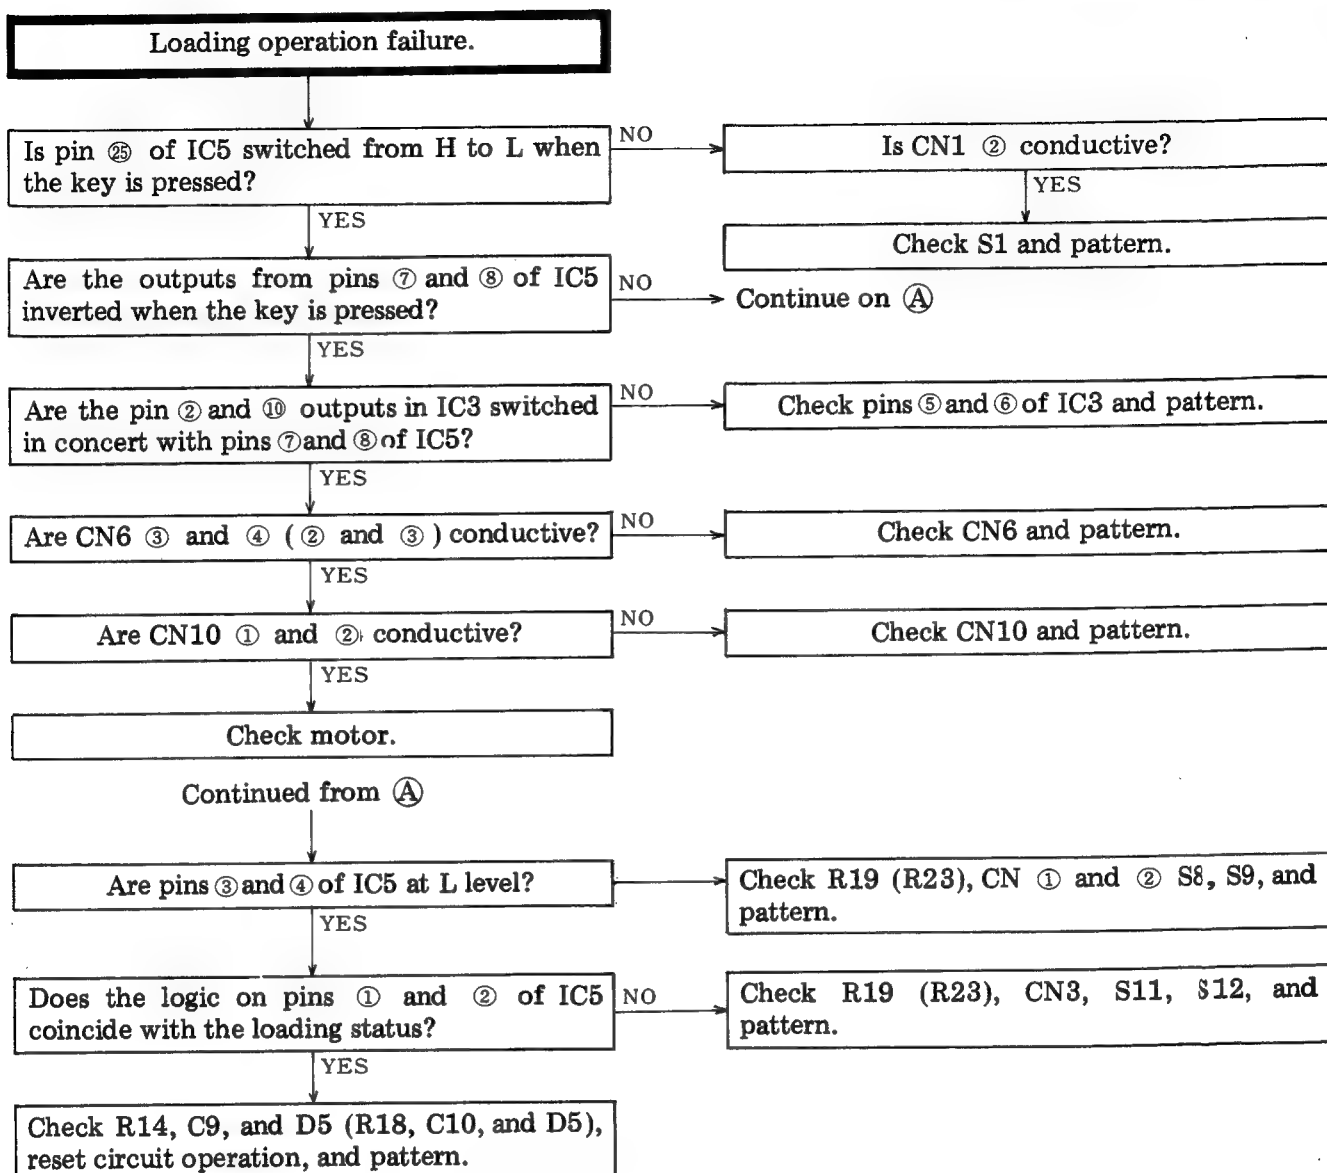 Loading operation failure.
Is pin ㉕ of IC5 switched from H to L when
the key is pressed?
NO
Is CN1 ② conductive?
YES
Check S1 and pattern.
YES
Are the outputs from pins ⑦ and ⑧ of IC5
inverted when the key is pressed?
NO
Continue on Ⓐ
YES
Are the pin ② and ⑩ outputs in IC3 switched
in concert with pins ⑦ and ⑧ of IC5?
NO
Check pins ⑤ and ⑥ of IC3 and pattern.
YES
Are CN6 ③ and ④ (② and ③) conductive?
NO
Check CN6 and pattern.
YES
Are CN10 ① and ② conductive?
NO
Check CN10 and pattern.
YES
Check motor.
Continued from Ⓐ
Are pins ③ and ④ of IC5 at L level?
Check R19 (R23), CN ① and ② S8, S9, and
pattern.
YES
Does the logic on pins ① and ② of IC5
coincide with the loading status?
NO
Check R19 (R23), CN3, S11, S12, and
pattern.
YES
Check R14, C9, and D5 (R18, C10, and D5),
reset circuit operation, and pattern.